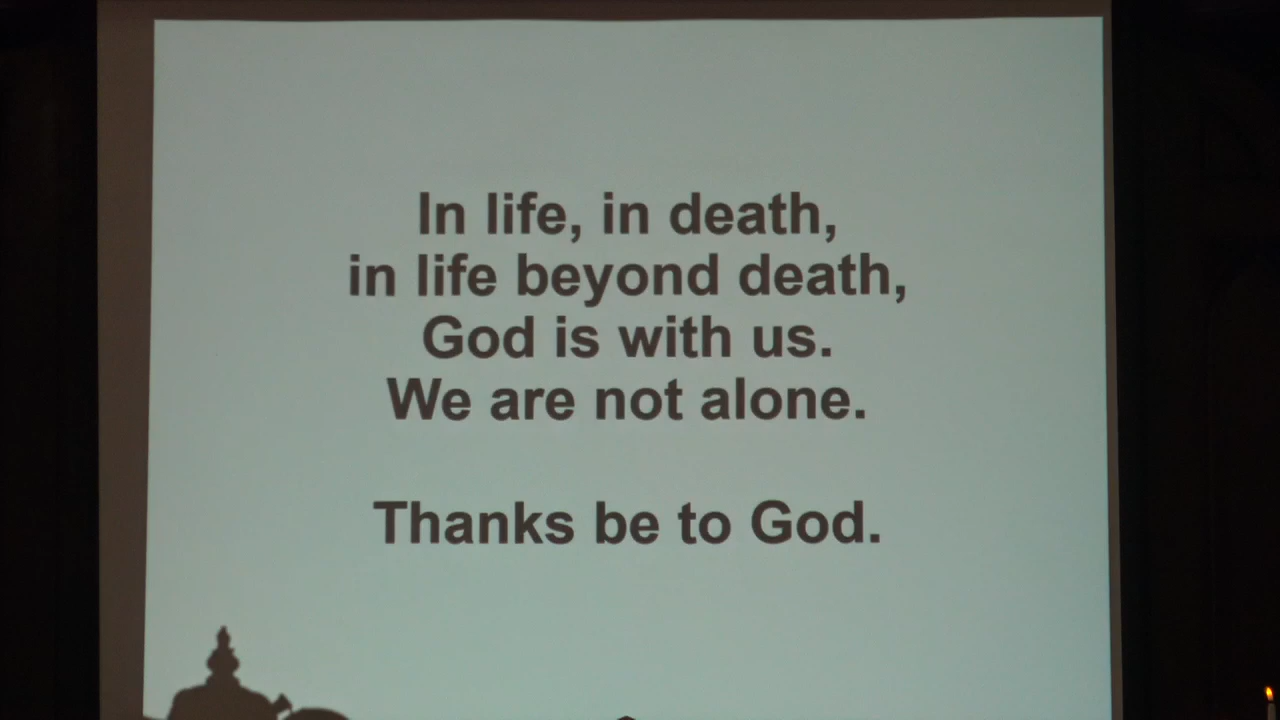 In life, in death,
in life beyond death,
God is with us.
We are not alone.
Thanks be to God.